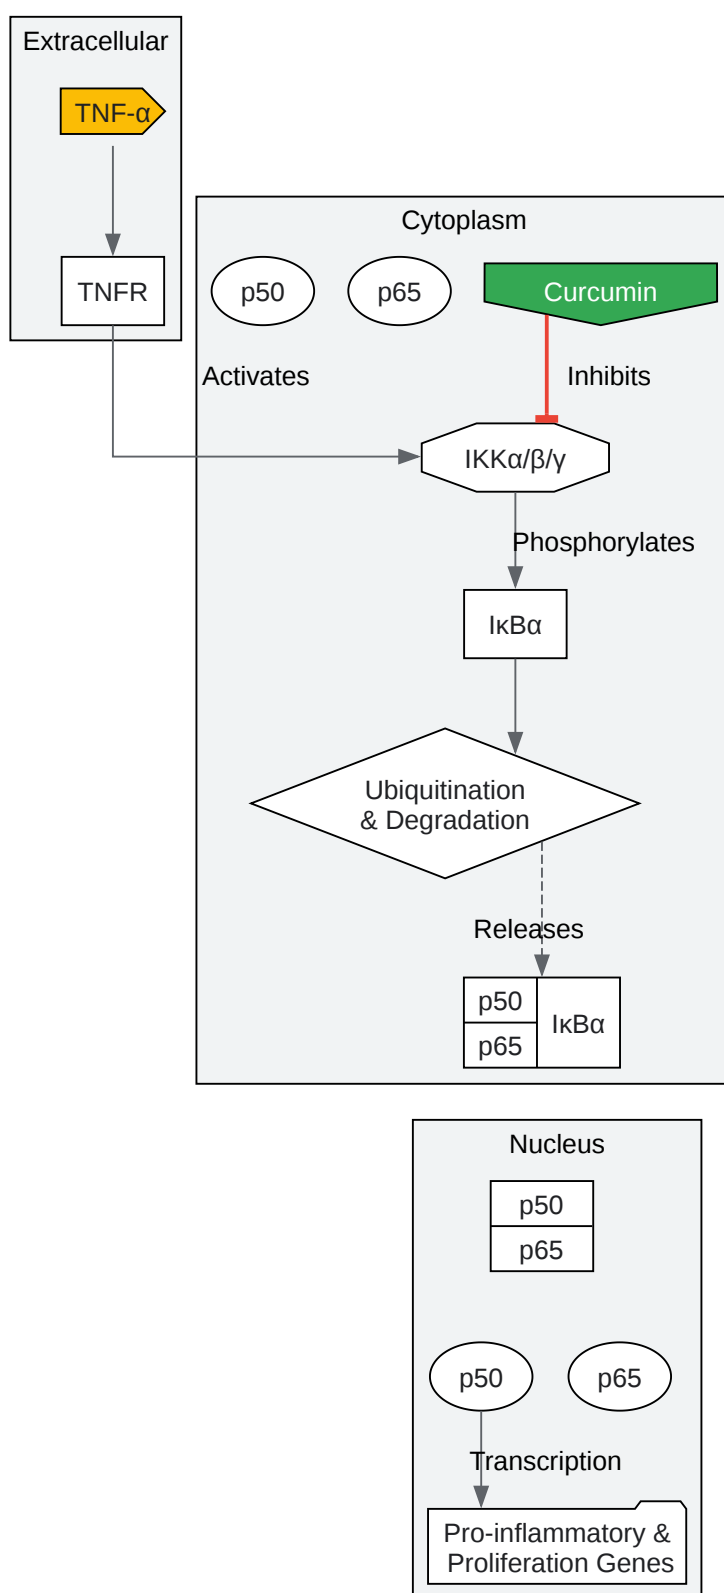 Extracellular
TNF-α
TNFR
Cytoplasm
p50
p65
Curcumin
Activates
Inhibits
IKKα/β/γ
Phosphorylates
IκBα
Ubiquitination
& Degradation
Releases
p50
p65
IκBα
Nucleus
p50
p65
p50
p65
Transcription
Pro-inflammatory &
Proliferation Genes